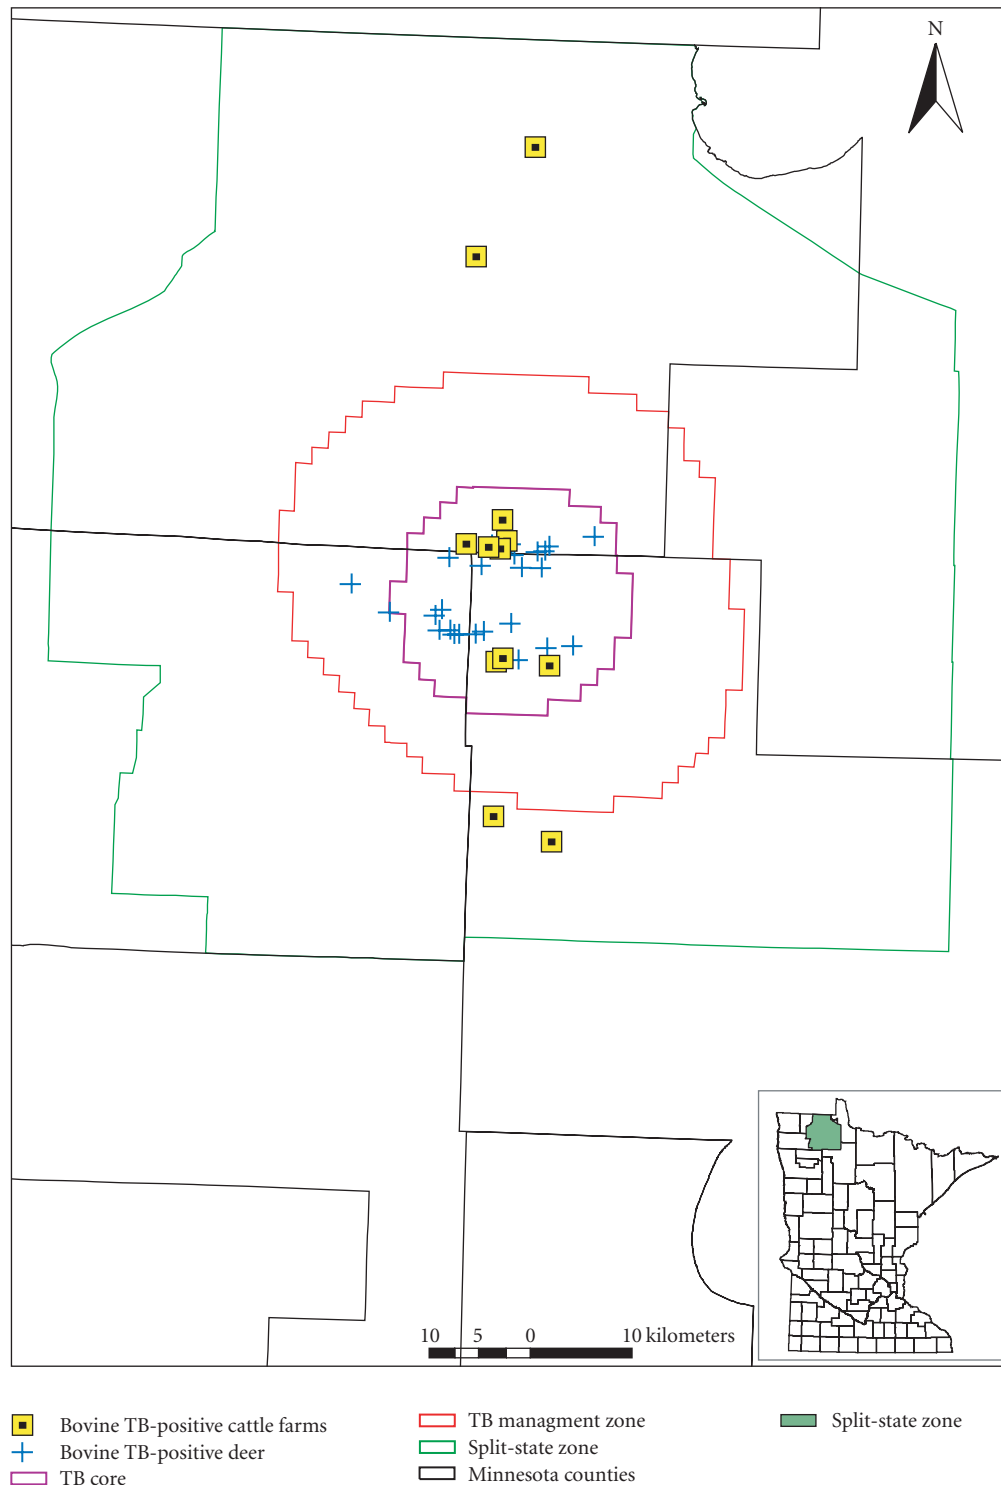 N
10 5 0 10 kilometers
Bovine TB-positive cattle farms
Bovine TB-positive deer
TB core
TB managment zone
Split-state zone
Minnesota counties
Split-state zone